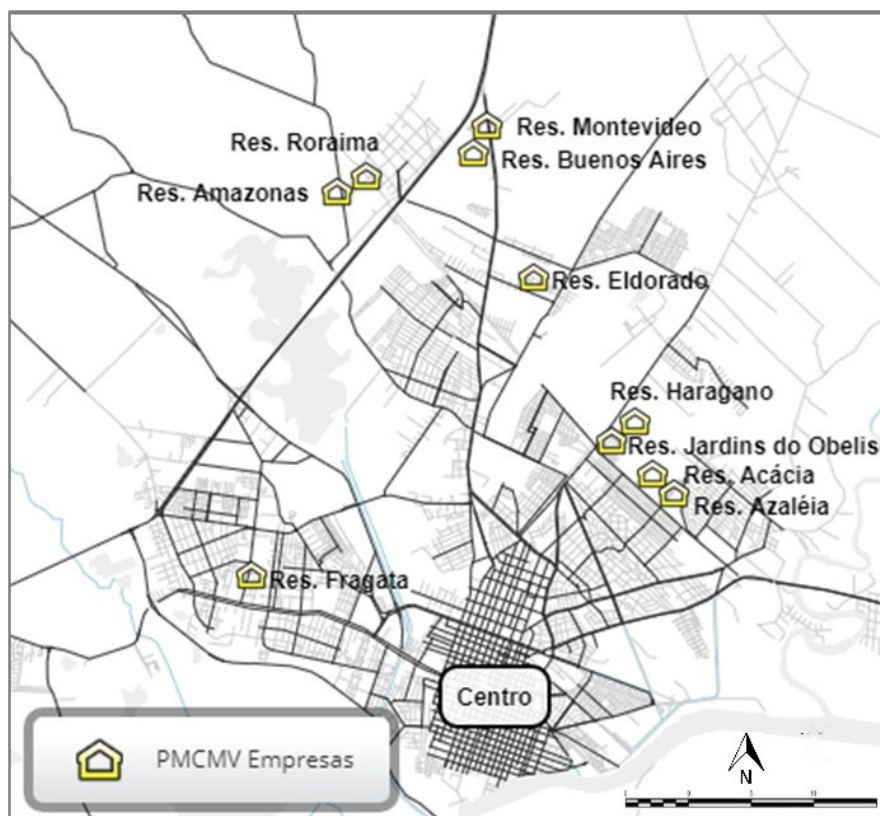 Res. Montevideo
Res. Roraima
Res. Buenos Aires
Res. Amazonas
Res. Eldorado
Res. Haragano
Res. Jardins do Obelis
Res. Acácia
Res. Azaléia
Res. Fragata
Centro
PMCMV Empresas
N